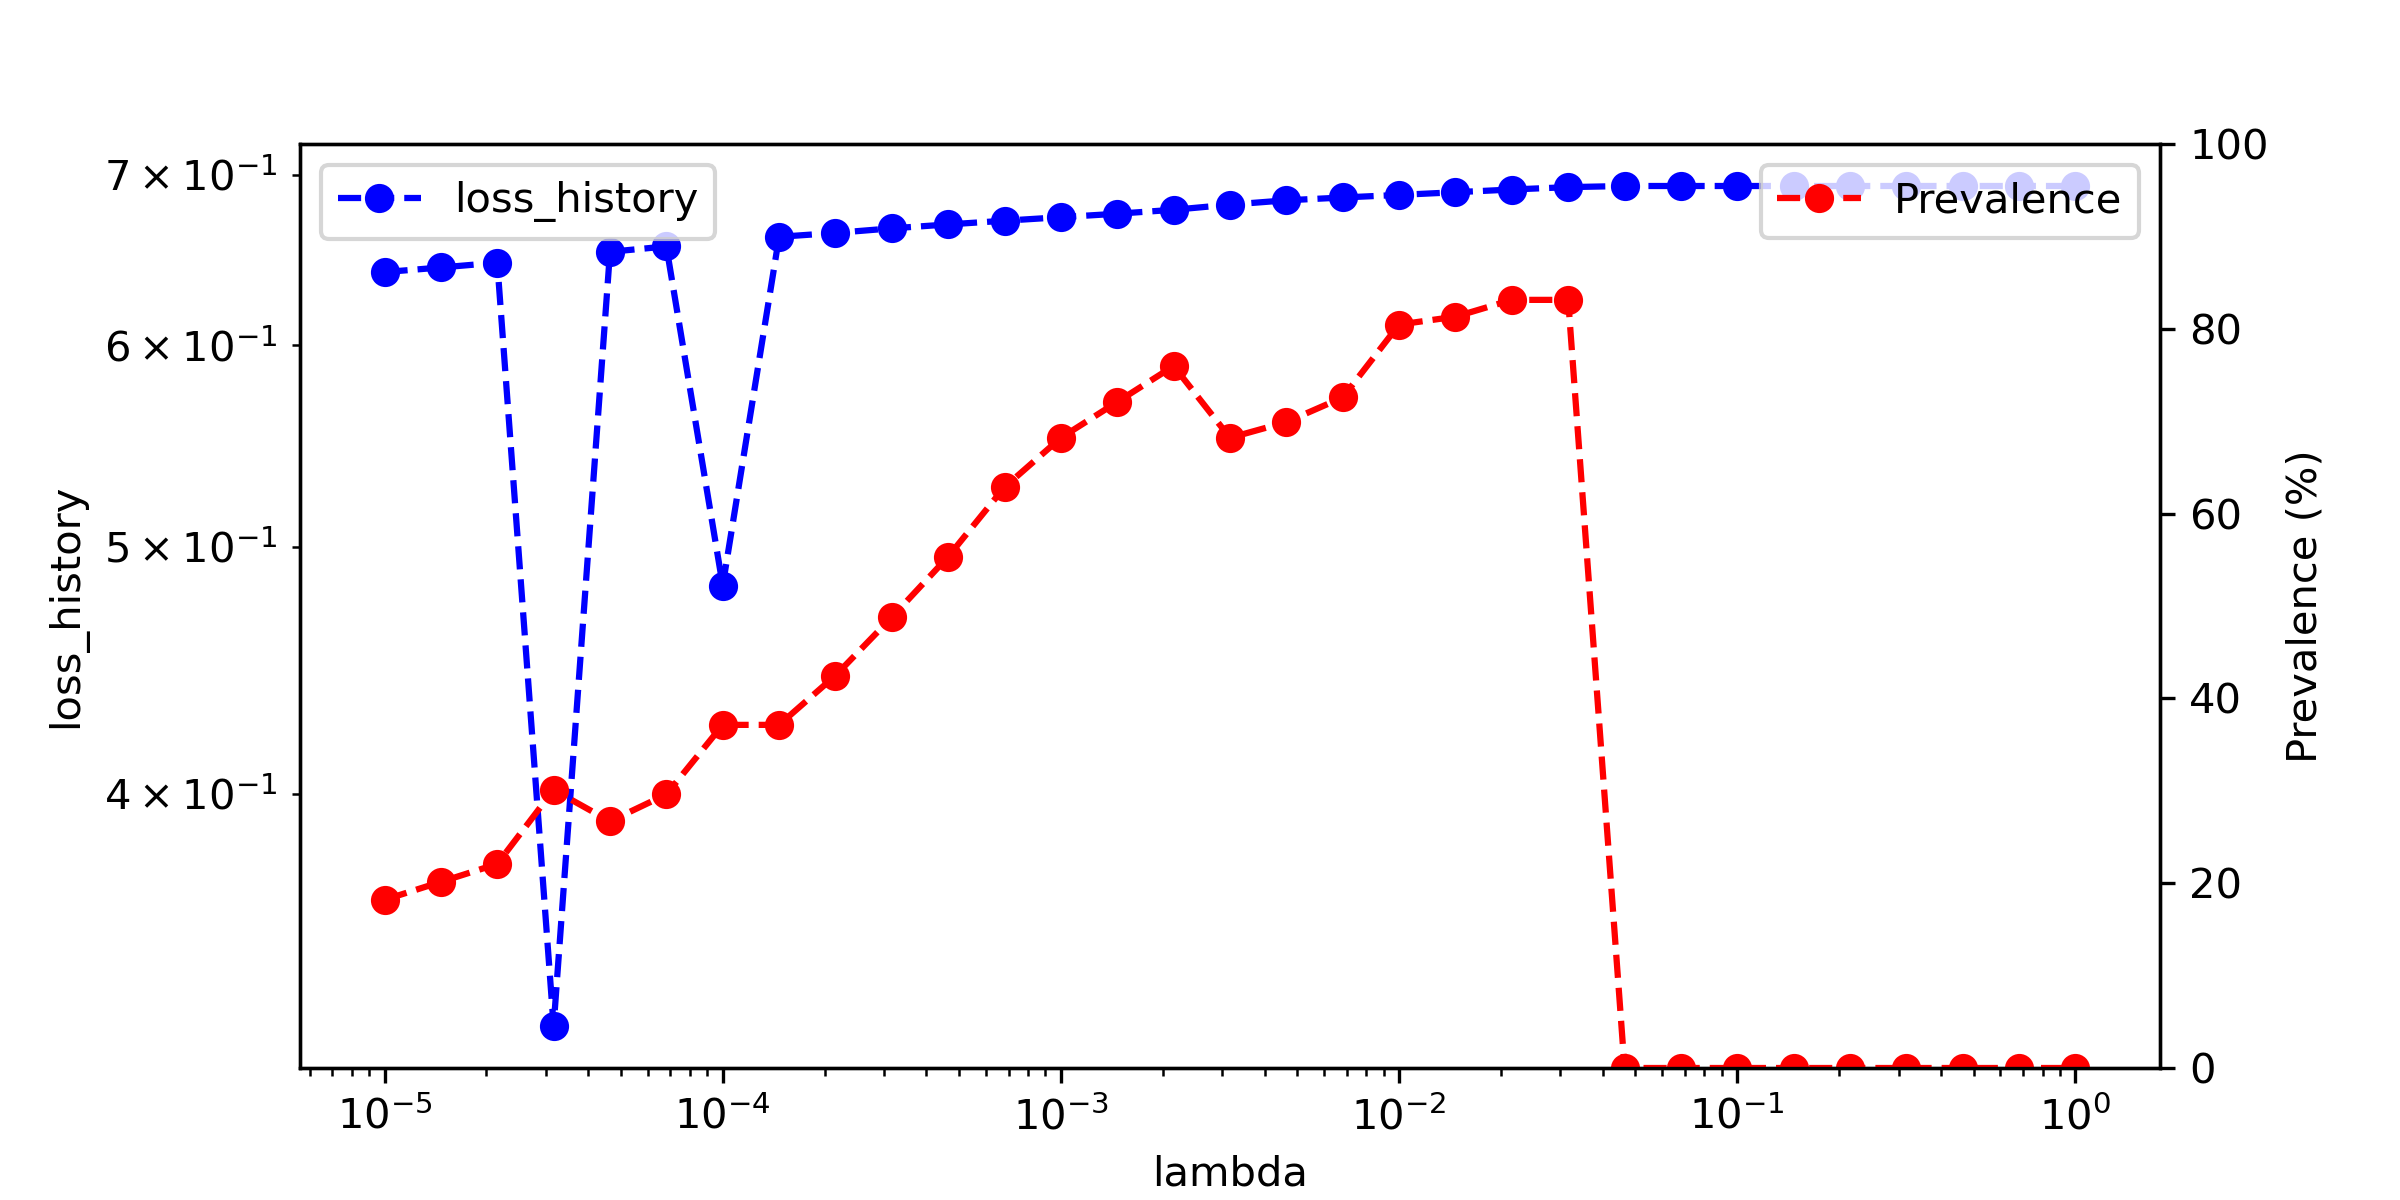 loss_history
Prevalence
7 × 10⁻¹
6 × 10⁻¹
5 × 10⁻¹
4 × 10⁻¹
loss_history
100
80
60
40
20
0
Prevalence (%)
10⁻⁵ 10⁻⁴ 10⁻³ 10⁻² 10⁻¹ 10⁰
lambda